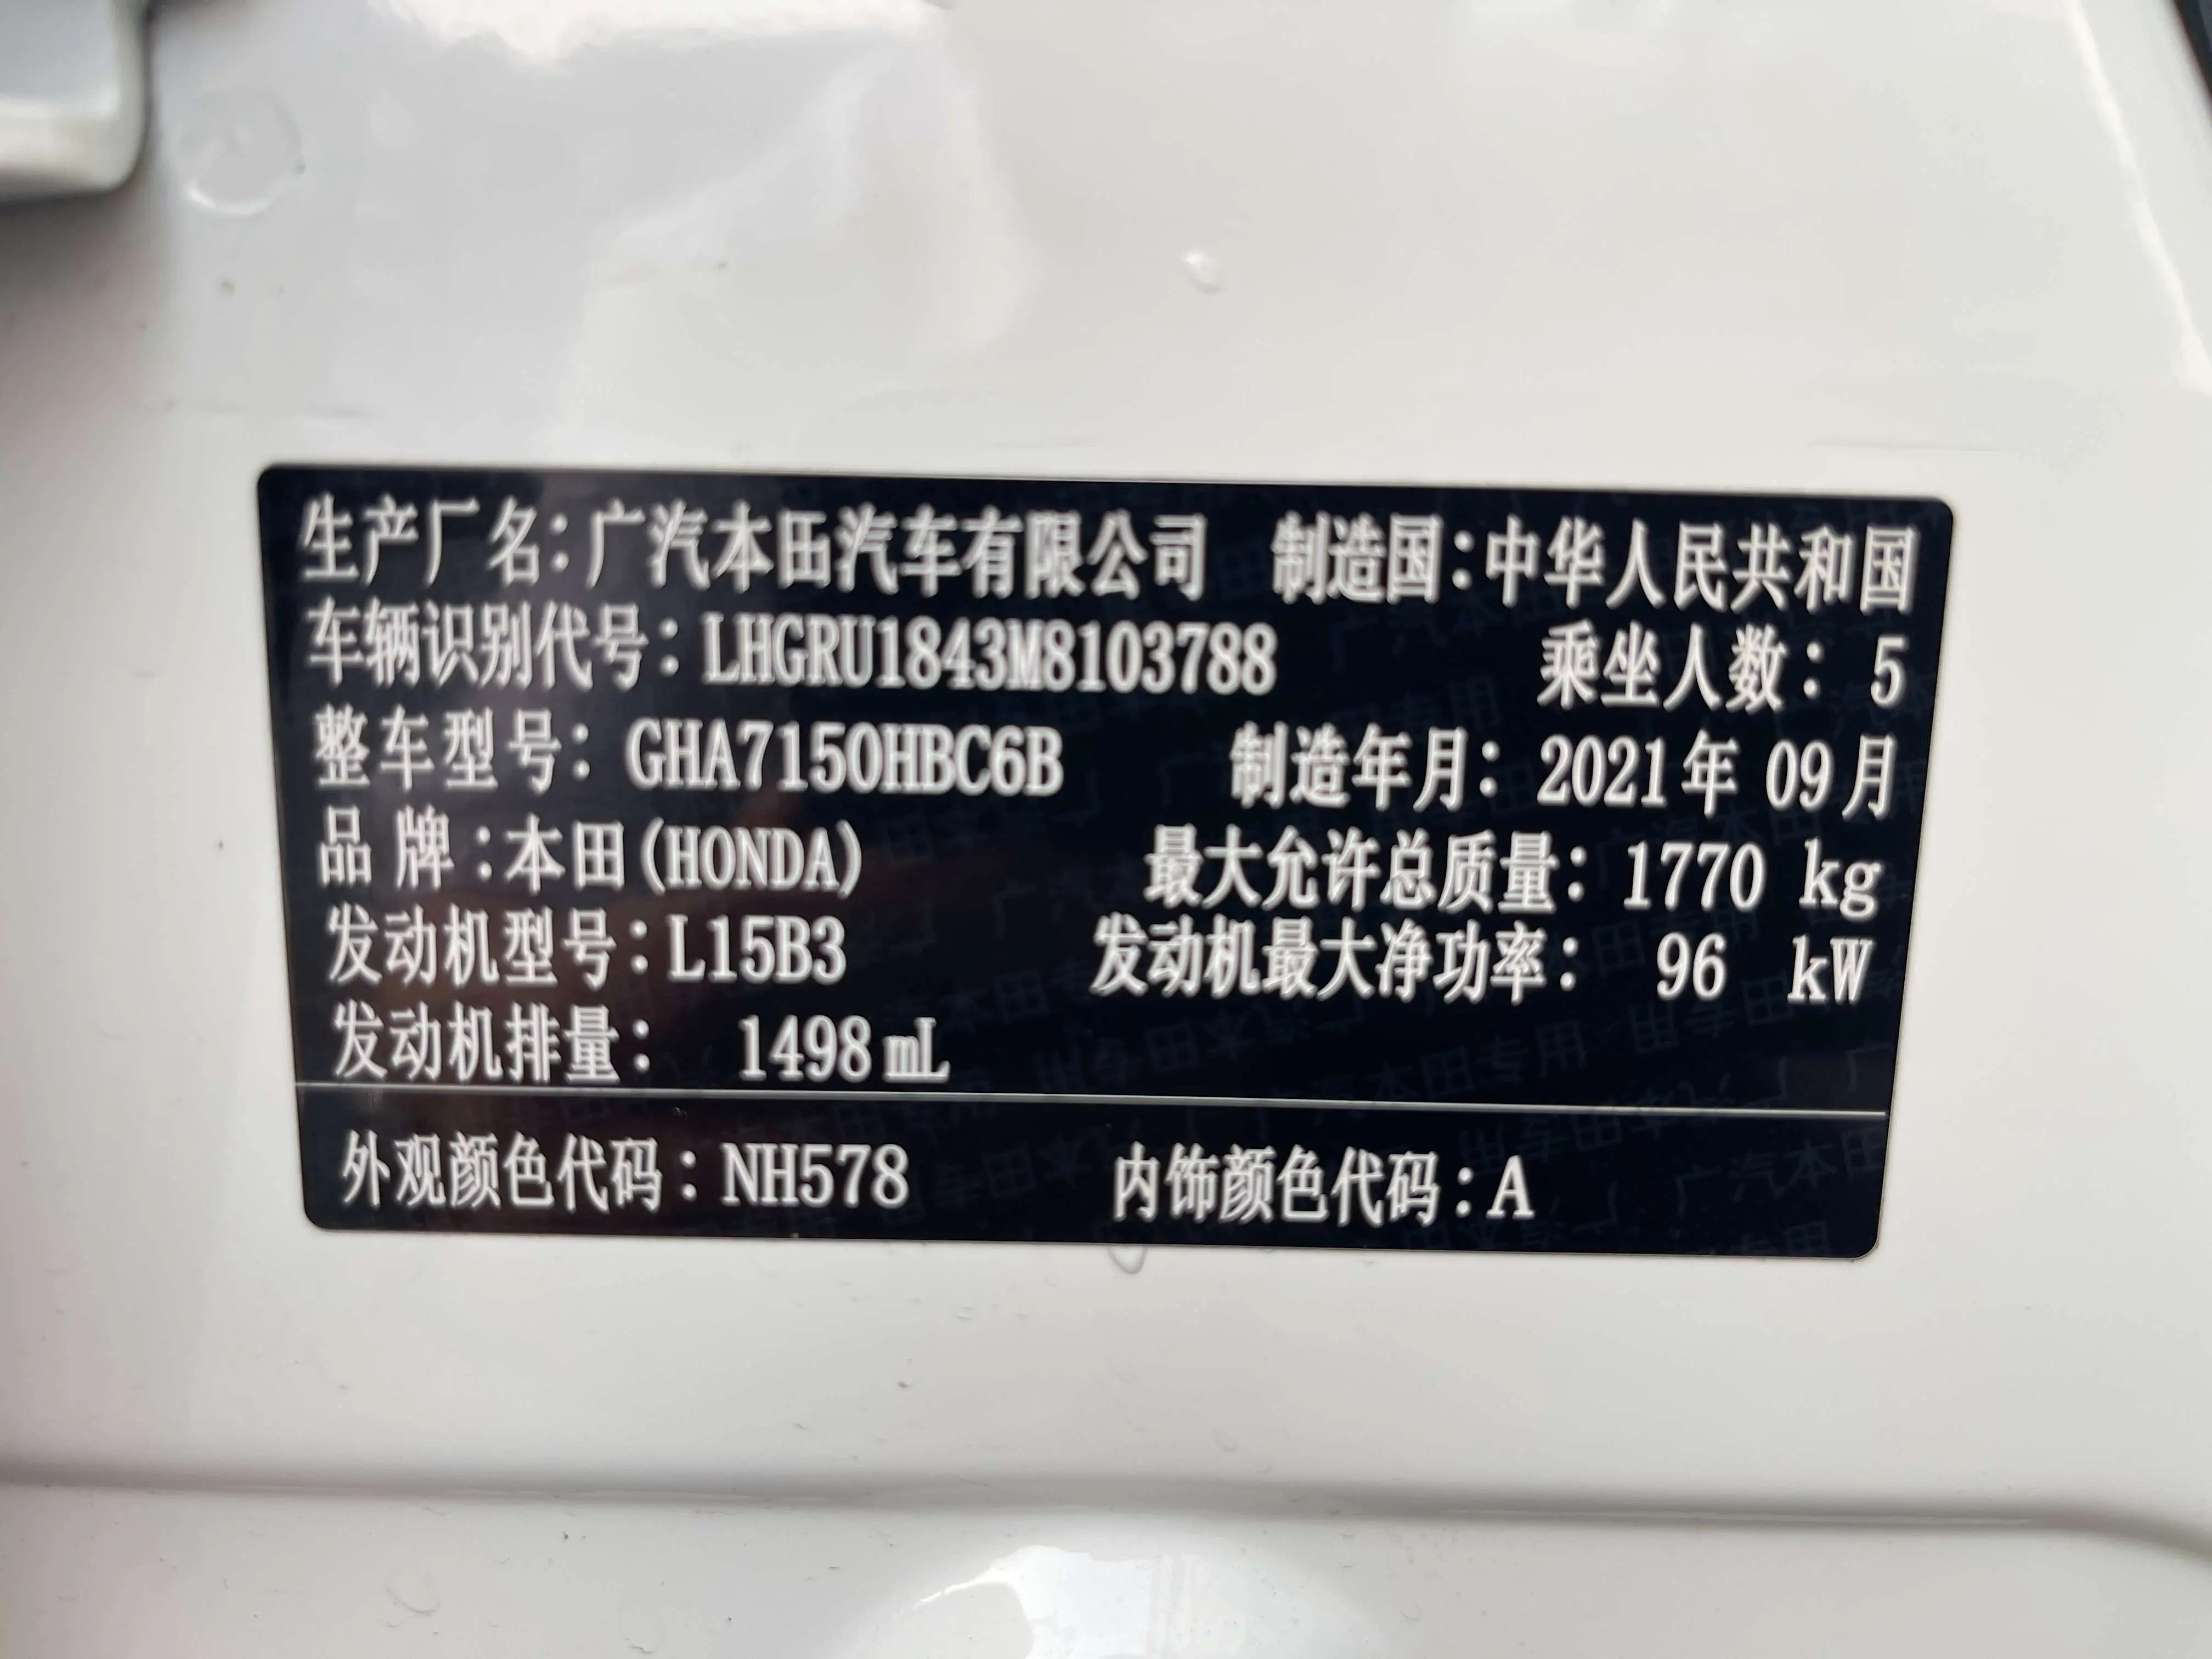 生产厂名：广汽本田汽车有限公司 制造国：中华人民共和国
车辆识别代号：LHGRU1843M8103788 乘坐人数：5
整车型号：GHA7150HBC6B 制造年月：2021年09月
品牌：本田(HONDA) 最大允许总质量：1770 kg
发动机型号：L15B3 发动机最大净功率：96 kW
发动机排量：1498 mL
外观颜色代码：NH578 内饰颜色代码：A